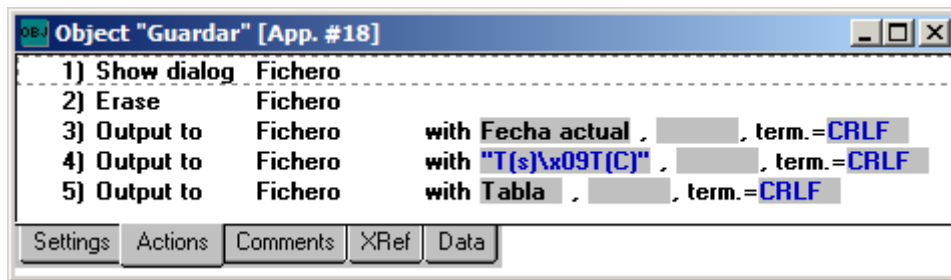 OBJ Object "Guardar" [App. #18]
1) Show dialog Fichero
2) Erase Fichero
3) Output to Fichero with Fecha actual , , term.=CRLF
4) Output to Fichero with "T(s)\x09T(C)" , , term.=CRLF
5) Output to Fichero with Tabla , , term.=CRLF
Settings Actions Comments XRef Data